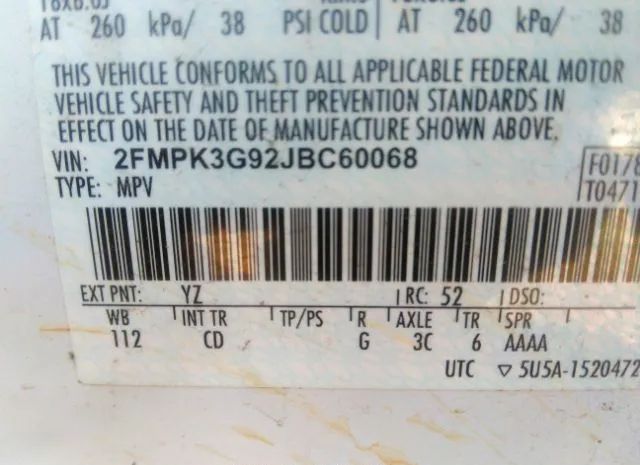 AT 260 kPa/ 38 PSI COLD AT 260 kPa/ 38
THIS VEHICLE CONFORMS TO ALL APPLICABLE FEDERAL MOTOR
VEHICLE SAFETY AND THEFT PREVENTION STANDARDS IN
EFFECT ON THE DATE OF MANUFACTURE SHOWN ABOVE.
VIN: 2FMPK3G92JBC60068
F0178
TYPE: MPV
T0471
EXT PNT: YZ RC: 52 DSO:
WB INT TR TP/PS R AXLE TR SPR
112 CD G 3C 6 AAAA
UTC ▽ 5U5A-1520472